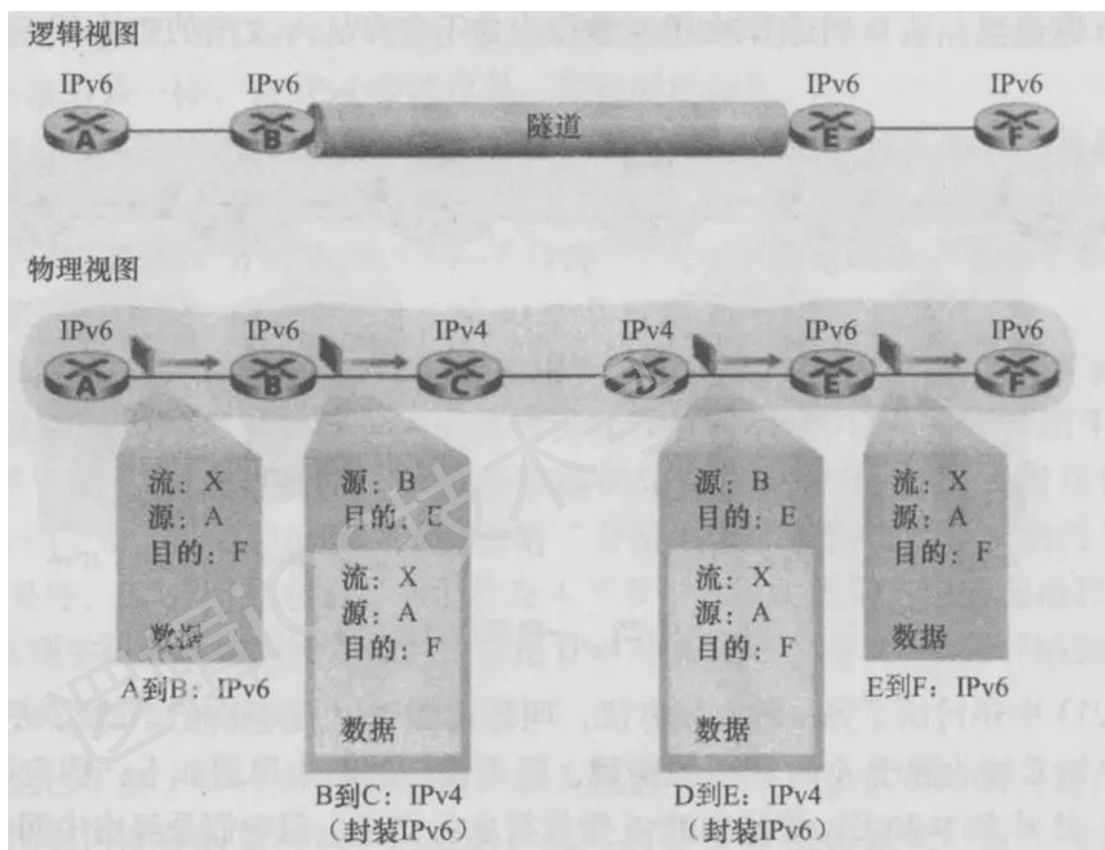 逻辑视图
IPv6 IPv6 IPv6 IPv6
A B 隧道 E F
物理视图
IPv6 IPv6 IPv4 IPv4 IPv6 IPv6
A B C D E F
流：X
源：A
目的：F
数据
A到B：IPv6
源：B
目的：E
流：X
源：A
目的：F
数据
B到C：IPv4
（封装IPv6）
源：B
目的：E
流：X
源：A
目的：F
数据
D到E：IPv4
（封装IPv6）
流：X
源：A
目的：F
数据
E到F：IPv6